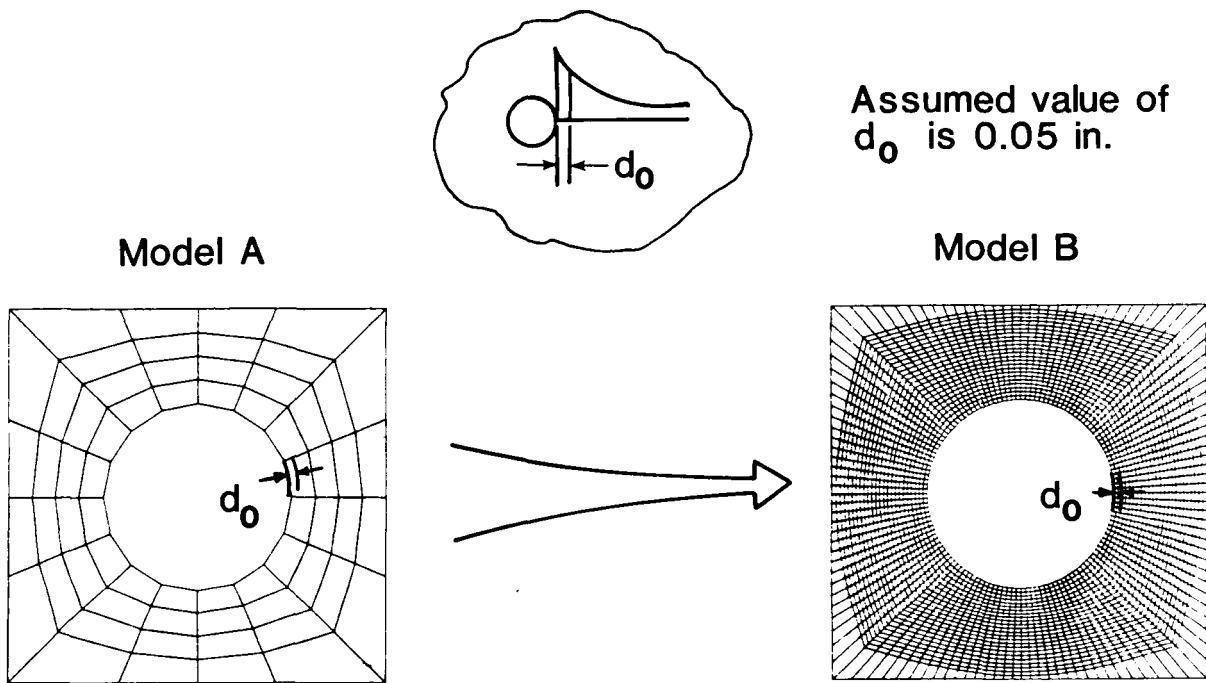 Assumed value of
d₀ is 0.05 in.
d₀
Model A
Model B
d₀
d₀